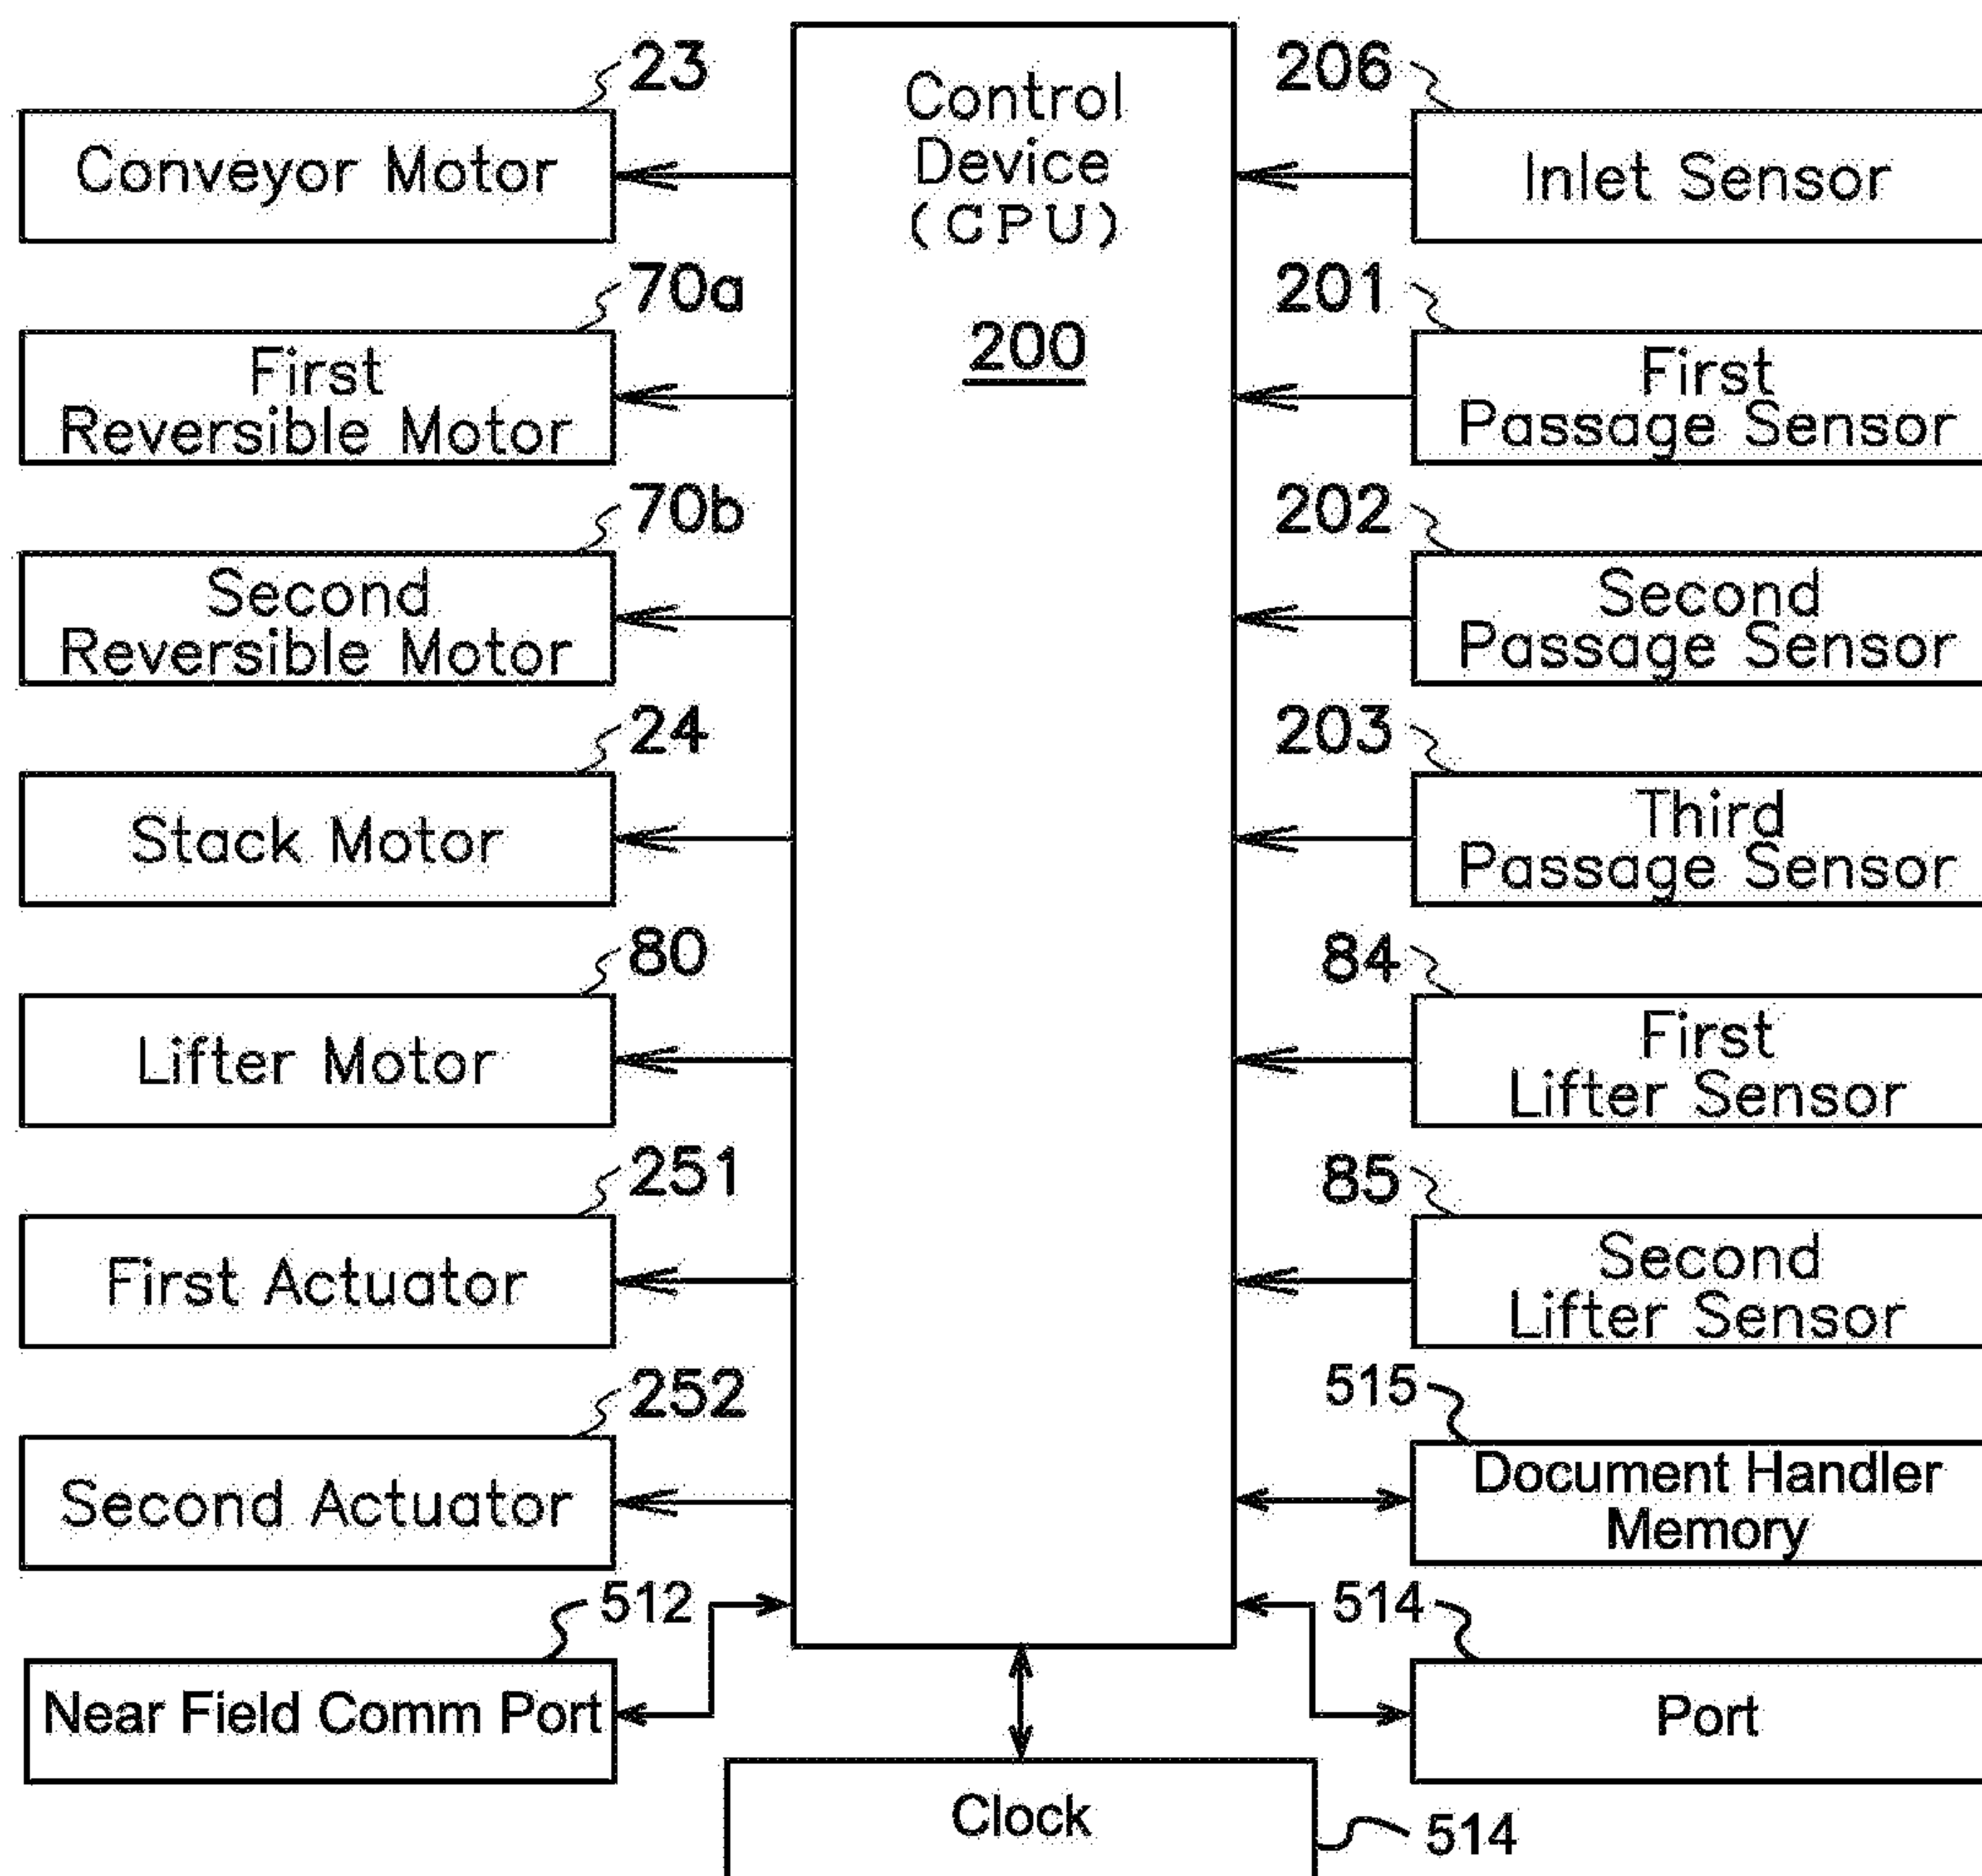 23
Conveyor Motor
70a
First
Reversible Motor
70b
Second
Reversible Motor
24
Stack Motor
80
Lifter Motor
251
First Actuator
252
Second Actuator
512
Near Field Comm Port
Control
Device
(CPU)
200
206
Inlet Sensor
201
First
Passage Sensor
202
Second
Passage Sensor
203
Third
Passage Sensor
84
First
Lifter Sensor
85
Second
Lifter Sensor
515
Document Handler
Memory
514
Port
Clock
514